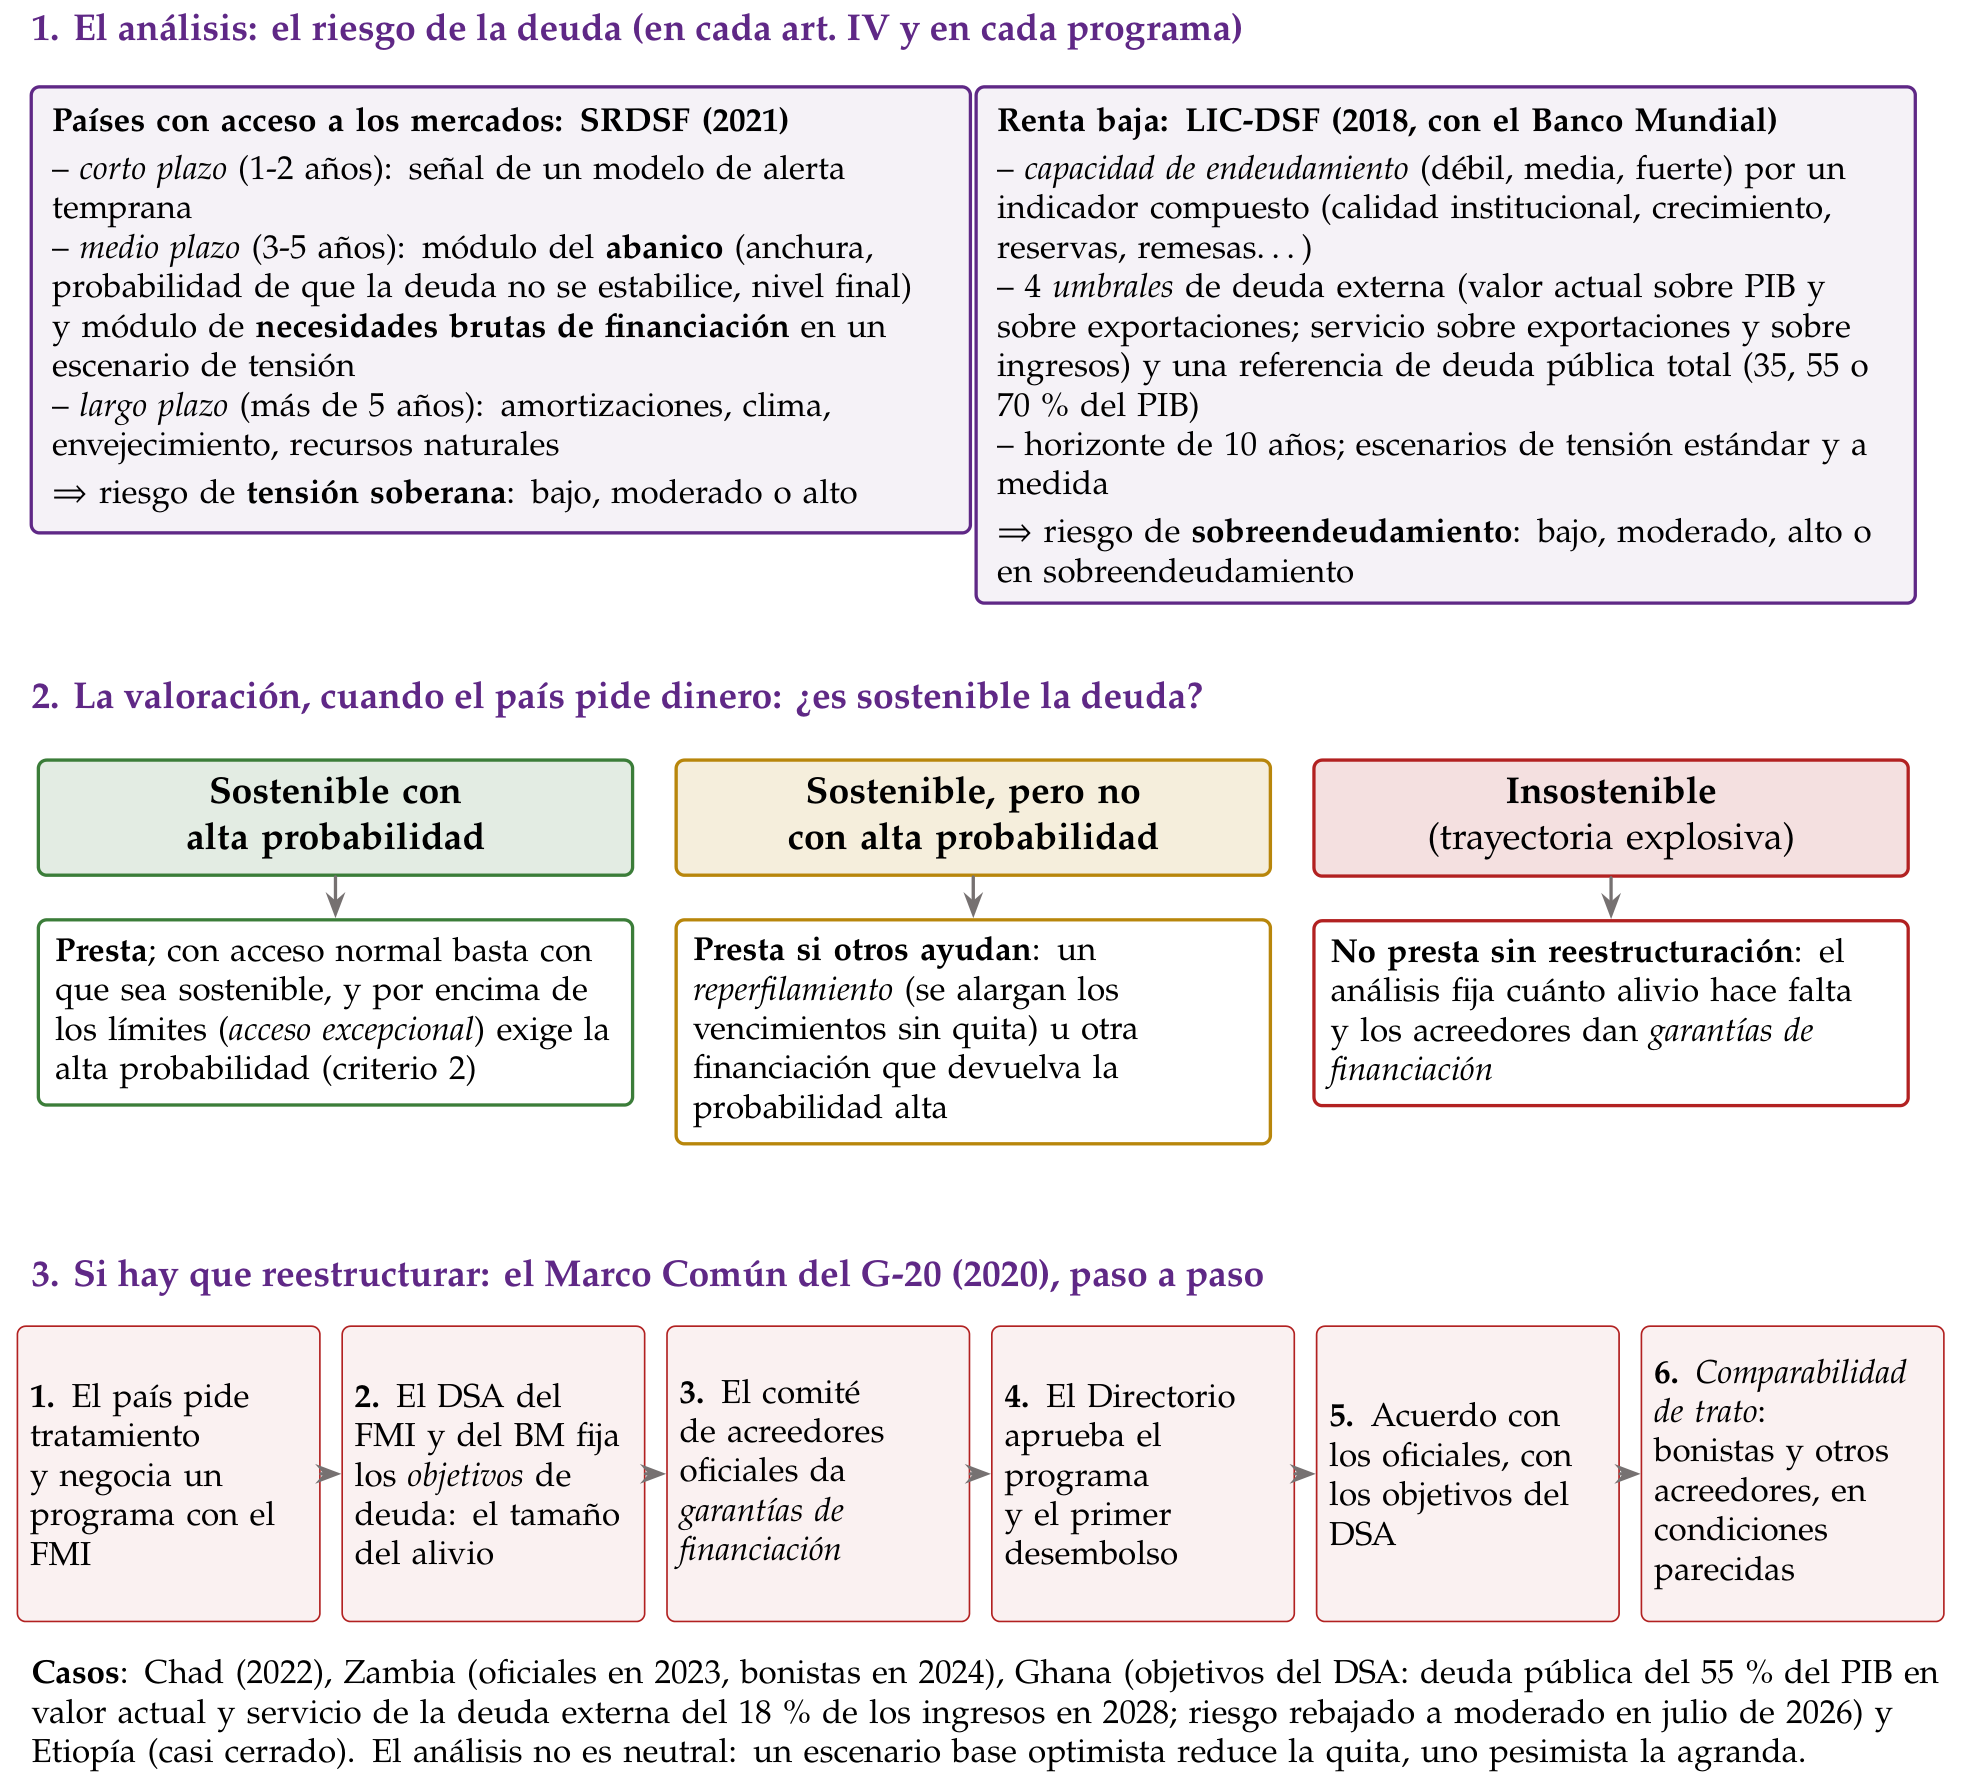 1. El análisis: el riesgo de la deuda (en cada art. IV y en cada programa)
Países con acceso a los mercados: SRDSF (2021)
– corto plazo (1-2 años): señal de un modelo de alerta
temprana
– medio plazo (3-5 años): módulo del abanico (anchura,
probabilidad de que la deuda no se estabilice, nivel final)
y módulo de necesidades brutas de financiación en un
escenario de tensión
– largo plazo (más de 5 años): amortizaciones, clima,
envejecimiento, recursos naturales
⇒ riesgo de tensión soberana: bajo, moderado o alto
Renta baja: LIC-DSF (2018, con el Banco Mundial)
– capacidad de endeudamiento (débil, media, fuerte) por un
indicador compuesto (calidad institucional, crecimiento,
reservas, remesas...)
– 4 umbrales de deuda externa (valor actual sobre PIB y
sobre exportaciones; servicio sobre exportaciones y sobre
ingresos) y una referencia de deuda pública total (35, 55 o
70 % del PIB)
– horizonte de 10 años; escenarios de tensión estándar y a
medida
⇒ riesgo de sobreendeudamiento: bajo, moderado, alto o
en sobreendeudamiento
2. La valoración, cuando el país pide dinero: ¿es sostenible la deuda?
Sostenible con
alta probabilidad
Presta; con acceso normal basta con
que sea sostenible, y por encima de
los límites (acceso excepcional) exige la
alta probabilidad (criterio 2)
Sostenible, pero no
con alta probabilidad
Presta si otros ayudan: un
reperfilamiento (se alargan los
vencimientos sin quita) u otra
financiación que devuelva la
probabilidad alta
Insostenible
(trayectoria explosiva)
No presta sin reestructuración: el
análisis fija cuánto alivio hace falta
y los acreedores dan garantías de
financiación
3. Si hay que reestructurar: el Marco Común del G-20 (2020), paso a paso
1. El país pide
tratamiento
y negocia un
programa con el
FMI
2. El DSA del
FMI y del BM fija
los objetivos de
deuda: el tamaño
del alivio
3. El comité
de acreedores
oficiales da
garantías de
financiación
4. El Directorio
aprueba el
programa
y el primer
desembolso
5. Acuerdo con
los oficiales, con
los objetivos del
DSA
6. Comparabilidad
de trato:
bonistas y otros
acreedores, en
condiciones
parecidas
Casos: Chad (2022), Zambia (oficiales en 2023, bonistas en 2024), Ghana (objetivos del DSA: deuda pública del 55 % del PIB en
valor actual y servicio de la deuda externa del 18 % de los ingresos en 2028; riesgo rebajado a moderado en julio de 2026) y
Etiopía (casi cerrado). El análisis no es neutral: un escenario base optimista reduce la quita, uno pesimista la agranda.